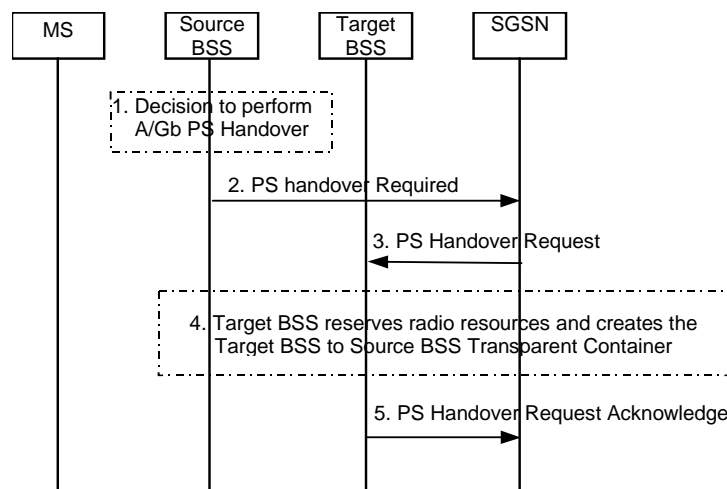 MS
Source
BSS
Target
BSS
SGSN
1. Decision to perform
A/Gb PS Handover
2. PS handover Required
3. PS Handover Request
4. Target BSS reserves radio resources and creates the
Target BSS to Source BSS Transparent Container
5. PS Handover Request Acknowledge